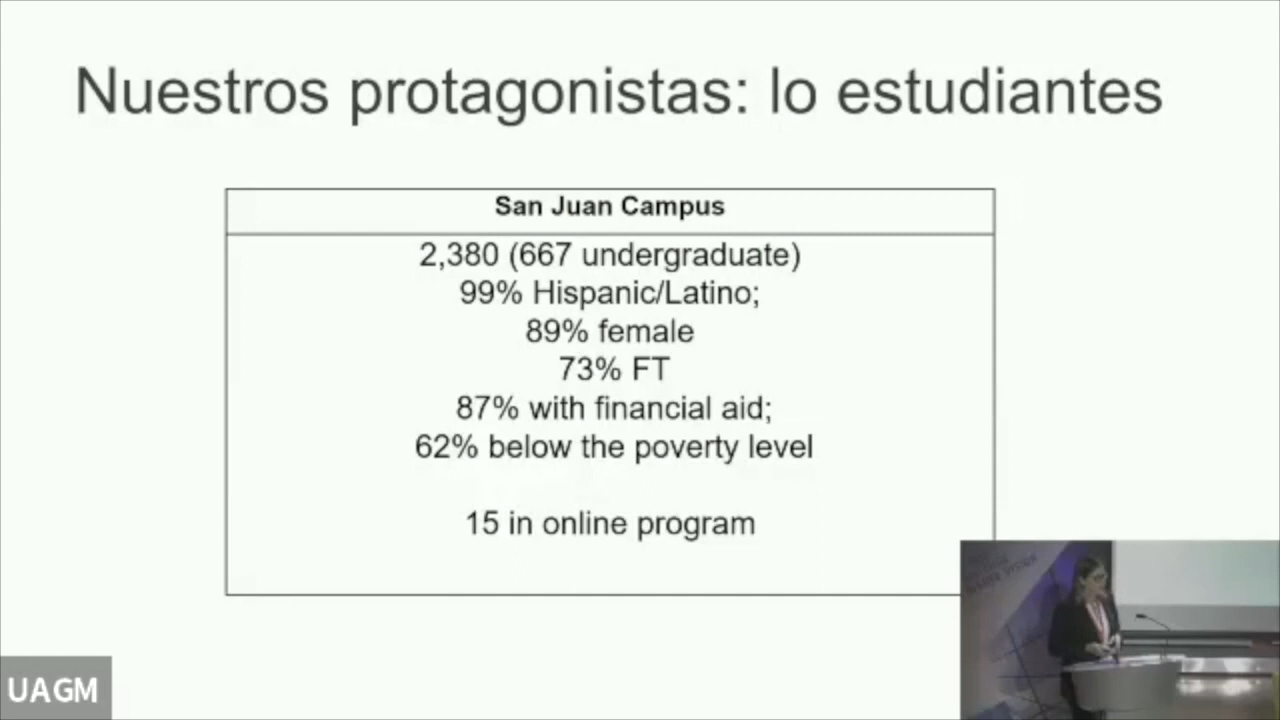 Nuestros protagonistas: lo estudiantes
San Juan Campus
2,380 (667 undergraduate)
99% Hispanic/Latino;
89% female
73% FT
87% with financial aid;
62% below the poverty level
15 in online program
UAGM